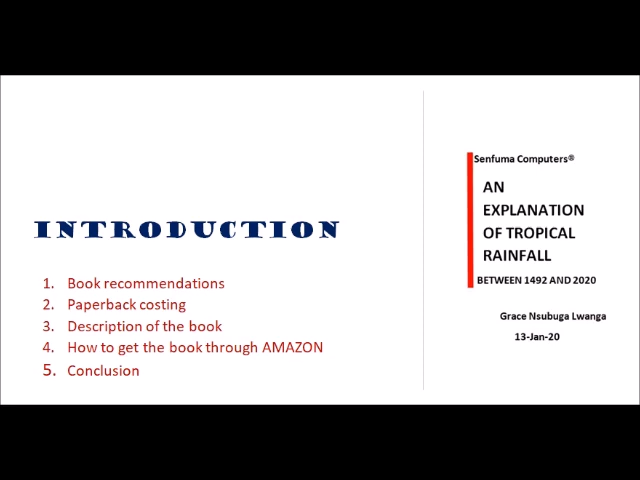 INTRODUCTION
1. Book recommendations
2. Paperback costing
3. Description of the book
4. How to get the book through AMAZON
5. Conclusion
Senfuma Computers®
AN
EXPLANATION
OF TROPICAL
RAINFALL
BETWEEN 1492 AND 2020
Grace Nsubuga Lwanga
13-Jan-20